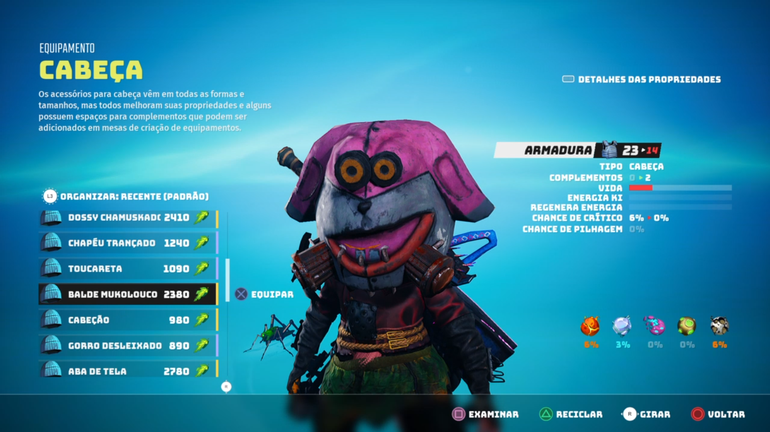 EQUIPAMENTO
CABEÇA
Os acessórios para cabeça vêm em todas as formas e
tamanhos, mas todos melhoram suas propriedades e alguns
possuem espaços para complementos que podem ser
adicionados em mesas de criação de equipamentos.
DETALHES DAS PROPRIEDADES
ARMADURA 23 14
TIPO CABEÇA
COMPLEMENTOS 0 2
VIDA
ENERGIA KI
REGENERA ENERGIA
CHANCE DE CRÍTICO 6% 0%
CHANCE DE PILHAGEM 0%
L3 ORGANIZAR: RECENTE (PADRÃO)
DOSSY CHAMUSKADO 2410
CHAPÉU TRANÇADO 1240
TOUCARETA 1090
BALDE MUKOLOUCO 2380
EQUIPAR
CABEÇÃO 980
GORRO DESLEIXADO 890
ABA DE TELA 2780
6% 3% 0% 0% 6%
R
EXAMINAR
RECICLAR
R GIRAR
VOLTAR